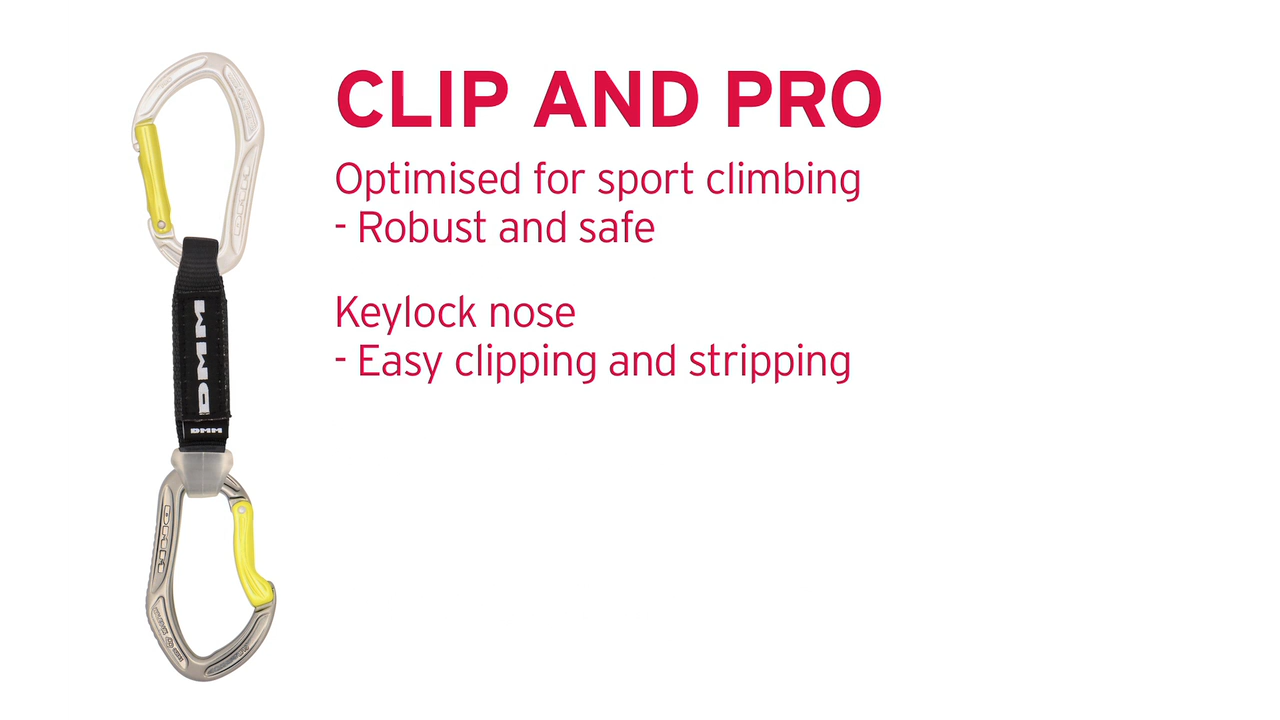 CLIP AND PRO
Optimised for sport climbing
- Robust and safe
Keylock nose
- Easy clipping and stripping
DMM
DMM